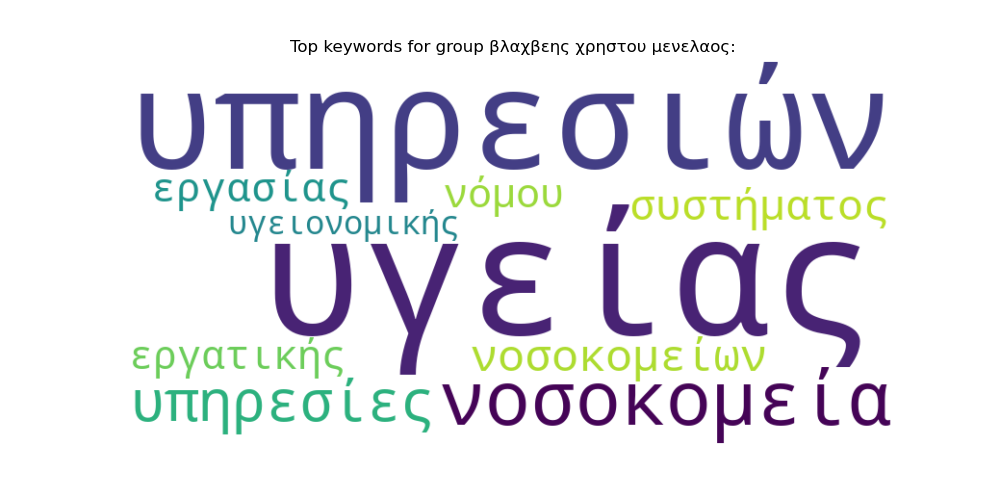 Top keywords for group βλαχβεης χρηστου μενελαος:
υπηρεσιών
εργασίας νόμου συστήματος
υγειονομικής
υγείας
εργατικής νοσοκομείων
υπηρεσίες νοσοκομεία